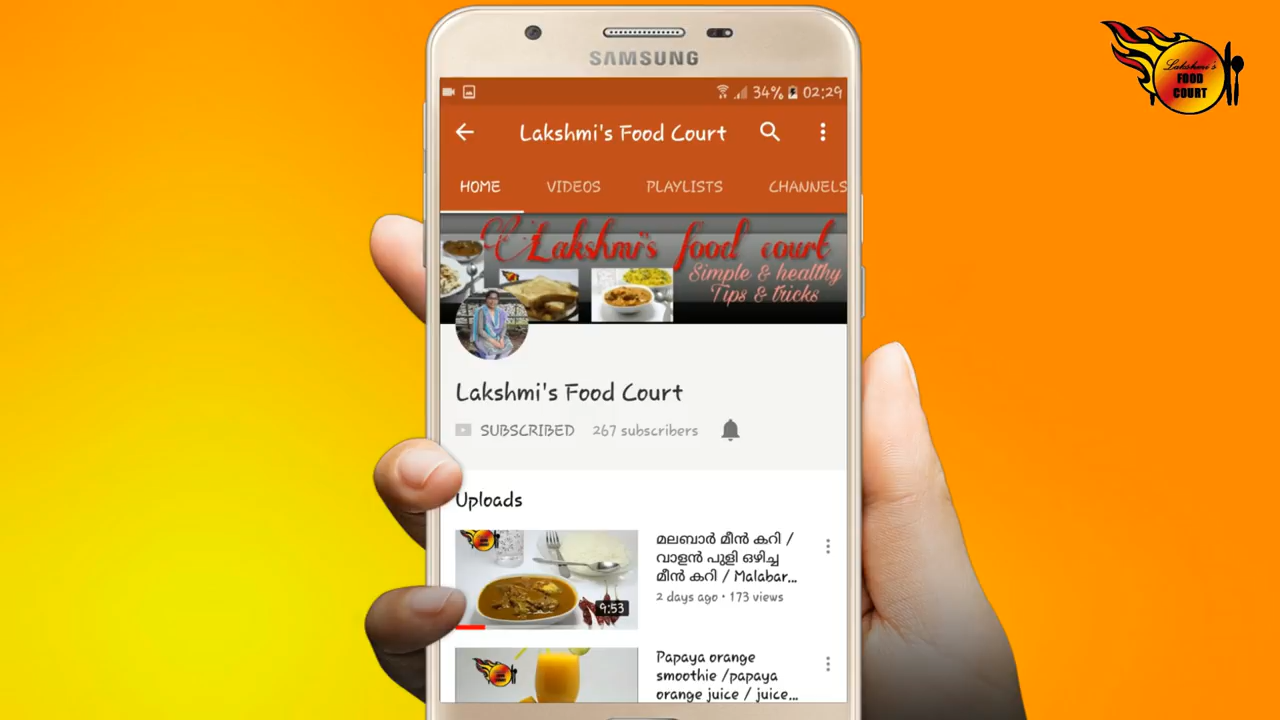 SAMSUNG
34% 02:29
Lakshmi's Food Court
HOME VIDEOS PLAYLISTS CHANNELS
Lakshmi's food court
Simple & healthy
Tips & tricks
Lakshmi's Food Court
SUBSCRIBED 267 subscribers
Uploads
മലബാർ മീൻ കറി /
വാളൻ പുളി ഒഴിച്ച
മീൻ കറി / Malabar...
2 days ago • 173 views
9:53
Papaya orange
smoothie /papaya
orange juice / juice...
Lakshmi's
FOOD
COURT